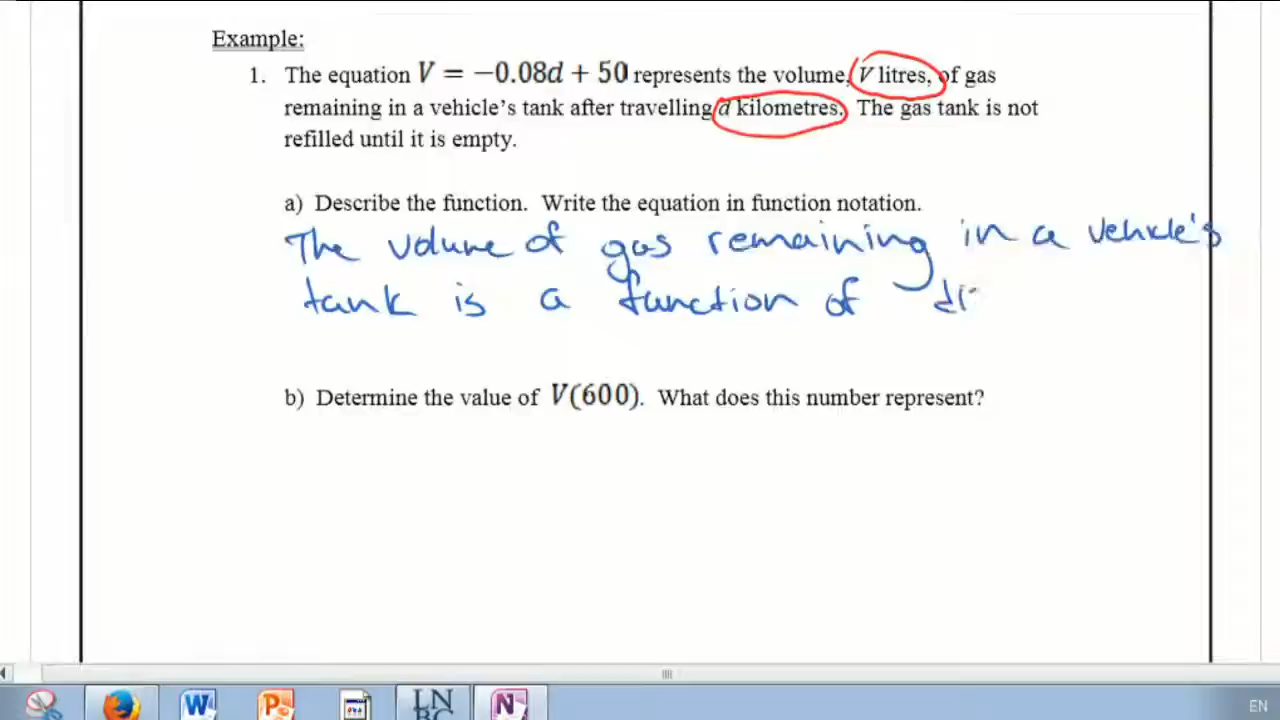 Example:
1. The equation V = −0.08d + 50 represents the volume, V litres, of gas
remaining in a vehicle's tank after travelling d kilometres. The gas tank is not
refilled until it is empty.
a) Describe the function. Write the equation in function notation.
The volume of gas remaining in a vehicle's
tank is a function of di
b) Determine the value of V(600). What does this number represent?
LNBC
EN